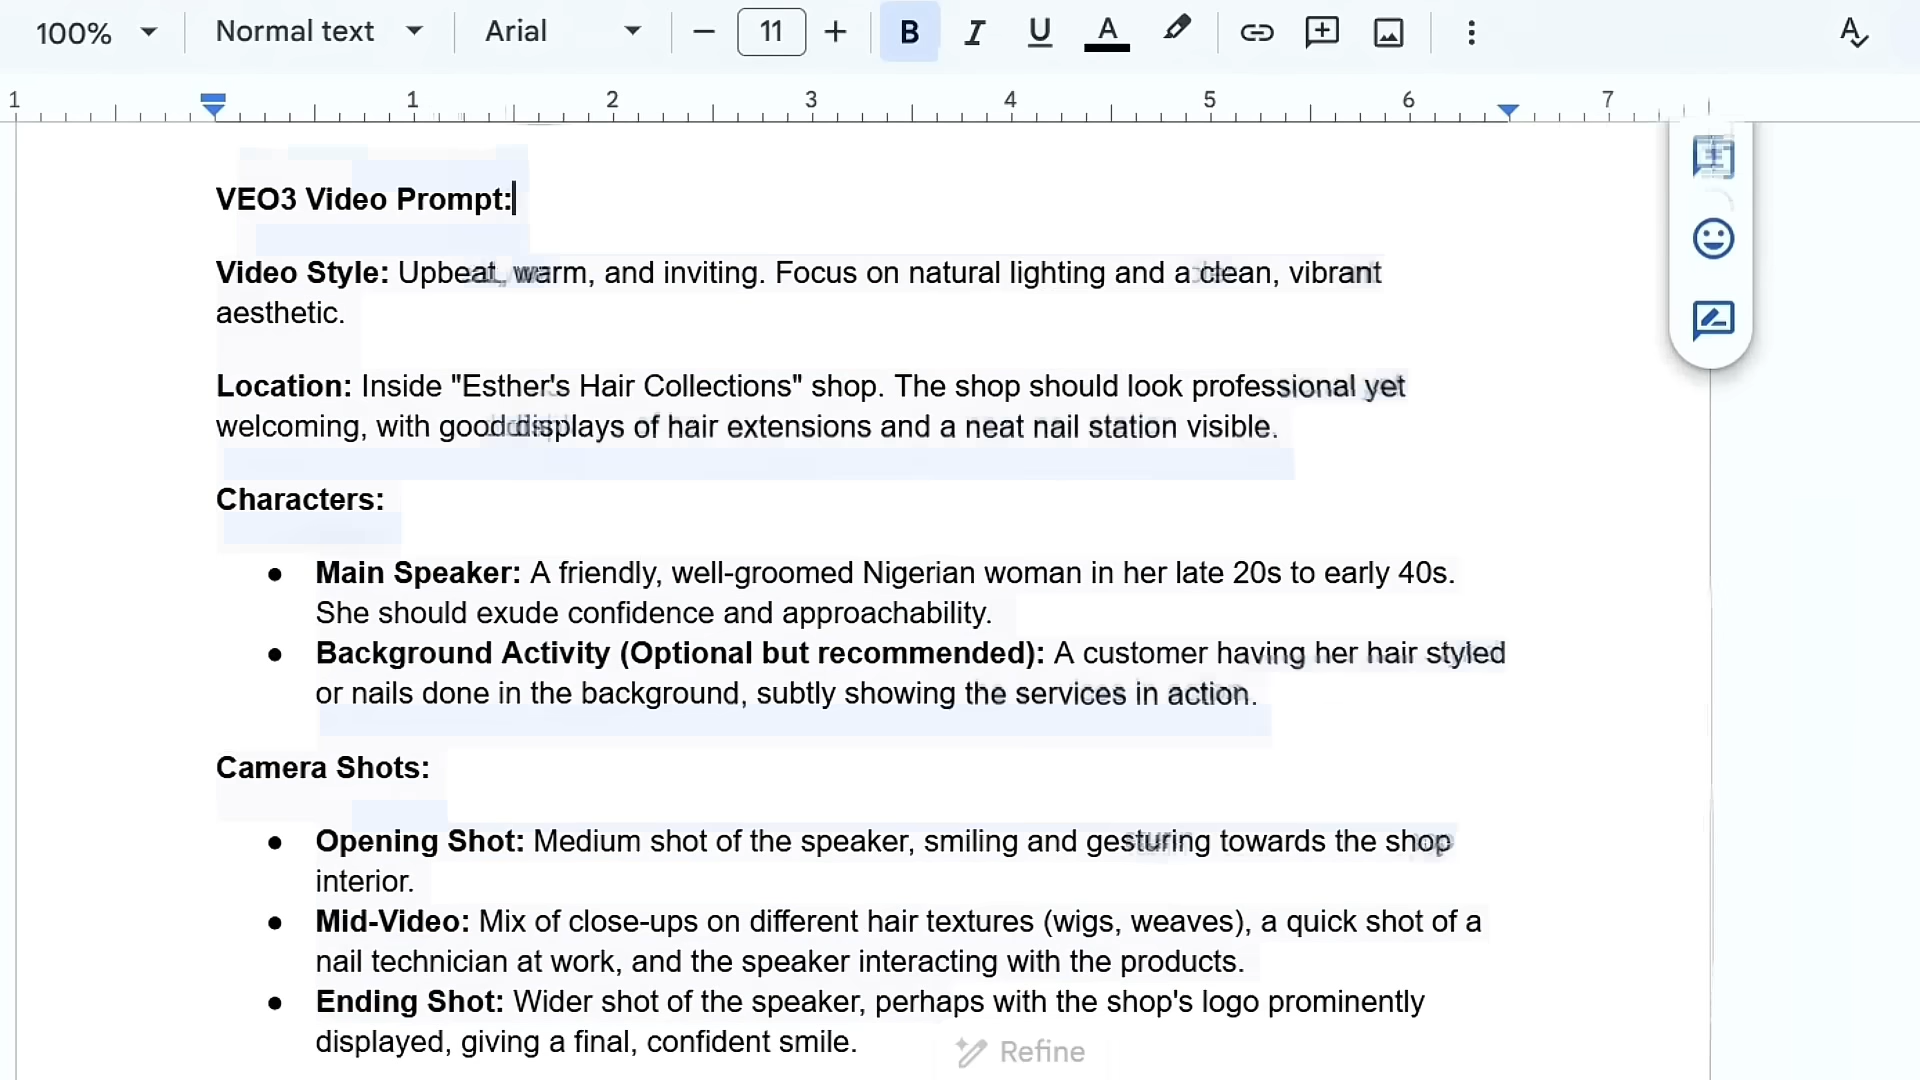 100% Normal text Arial 11 B I U A
1 1 2 3 4 5 6 7
VEO3 Video Prompt:
Video Style: Upbeat, warm, and inviting. Focus on natural lighting and a clean, vibrant
aesthetic.
Location: Inside "Esther's Hair Collections" shop. The shop should look professional yet
welcoming, with good displays of hair extensions and a neat nail station visible.
Characters:
● Main Speaker: A friendly, well-groomed Nigerian woman in her late 20s to early 40s.
She should exude confidence and approachability.
● Background Activity (Optional but recommended): A customer having her hair styled
or nails done in the background, subtly showing the services in action.
Camera Shots:
● Opening Shot: Medium shot of the speaker, smiling and gesturing towards the shop
interior.
● Mid-Video: Mix of close-ups on different hair textures (wigs, weaves), a quick shot of a
nail technician at work, and the speaker interacting with the products.
● Ending Shot: Wider shot of the speaker, perhaps with the shop's logo prominently
displayed, giving a final, confident smile.
Refine